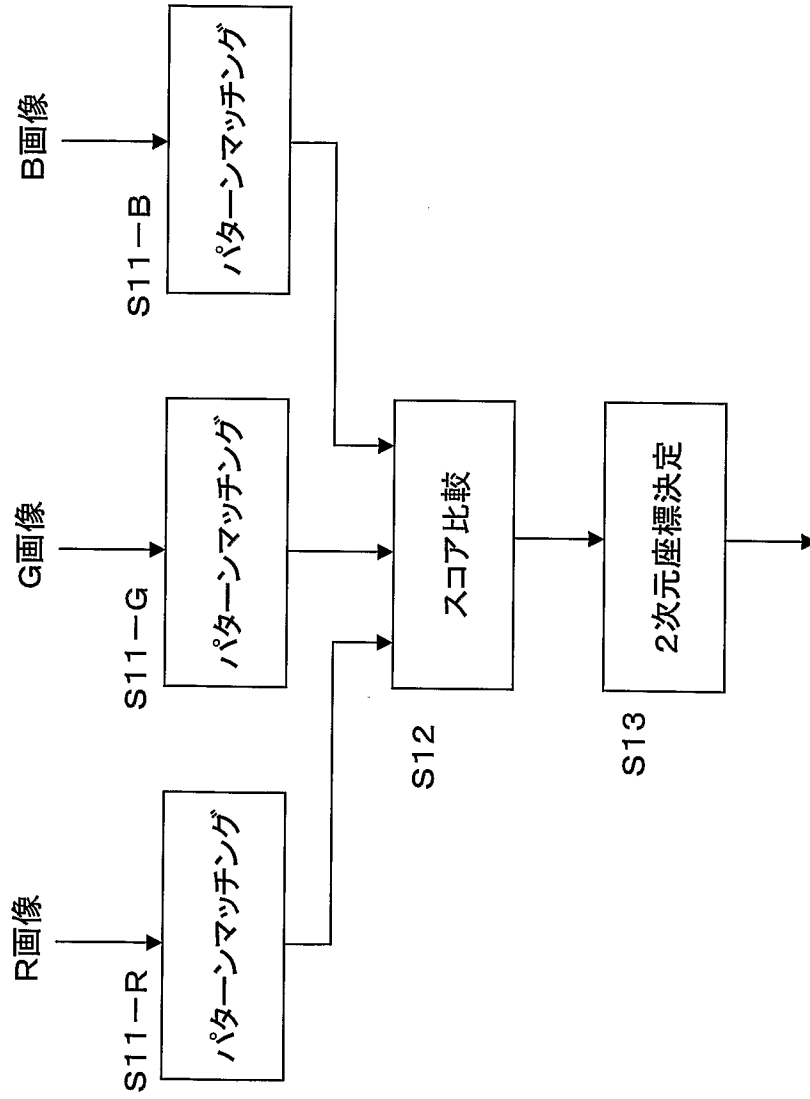 R画像
G画像
B画像
S11-R
パターンマッチング
S11-G
パターンマッチング
S11-B
パターンマッチング
S12
スコア比較
S13
2次元座標決定